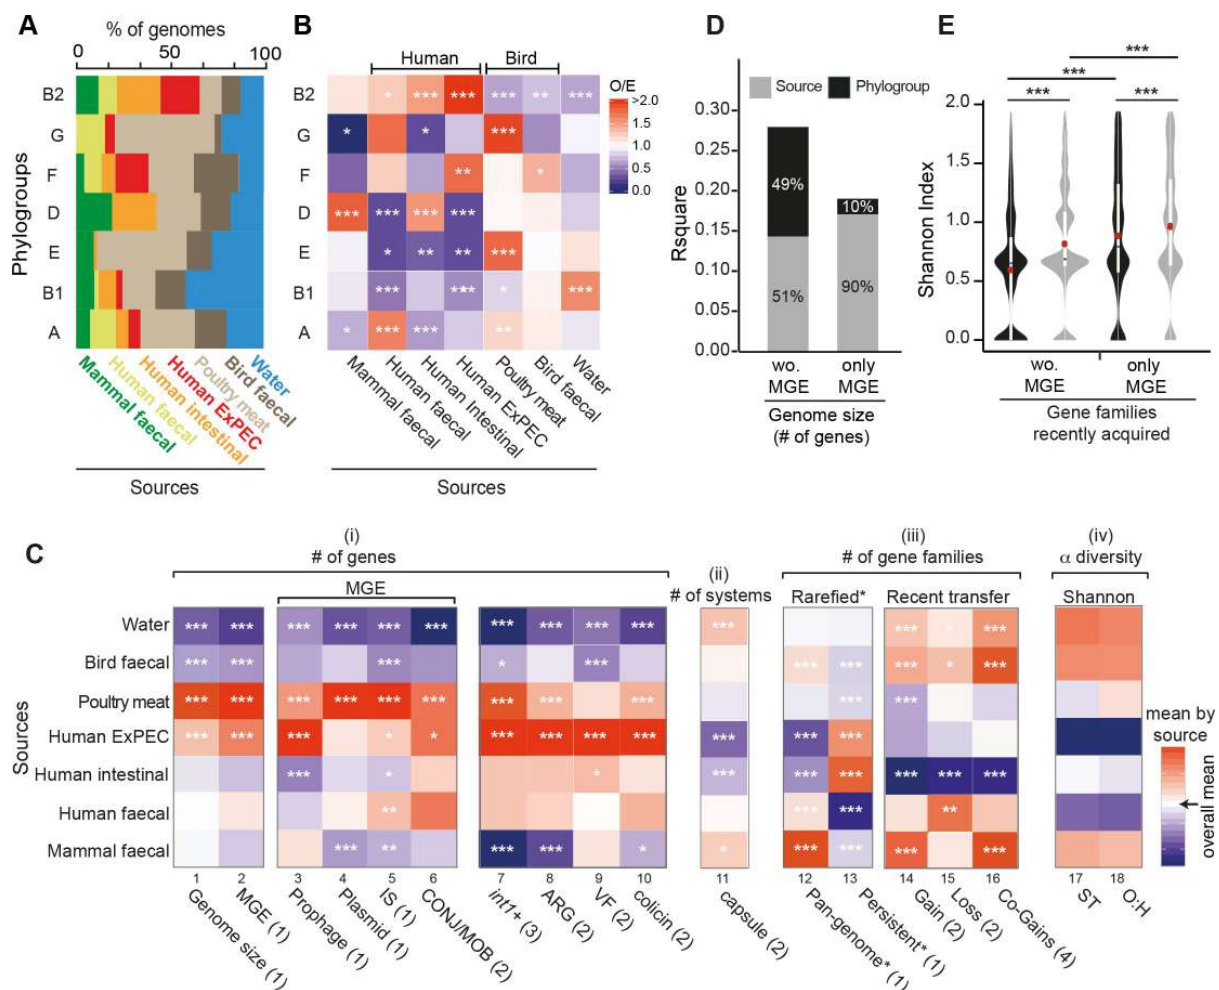 A
% of genomes
0 50 100
Phylogroups
B2
G
F
D
E
B1
A
Mammal faecal
Human faecal
Human intestinal
Human ExPEC
Poultry meat
Bird faecal
Water
Sources
B
Human Bird
B2 * *** *** *** ** ***
G * * ***
F ** *
D *** *** *** ***
E * ** ** ***
B1 *** *** * ***
A * *** *** **
O/E
>2.0
1.5
1.0
0.5
0.0
Mammal faecal
Human faecal
Human Intestinal
Human ExPEC
Poultry meat
Bird faecal
Water
Sources
D
Source Phylogroup
Rsquare
0.30
0.25
0.20
0.15
0.10
0.05
0.00
49%
51%
10%
90%
wo. MGE
only MGE
Genome size
(# of genes)
E
***
***
*** ***
Shannon Index
2.0
1.5
1.0
0.5
0.0
wo. MGE
only MGE
Gene families
recently acquired
C
(i)
# of genes
MGE
(ii)
# of systems
(iii)
# of gene families
Rarefied* Recent transfer
(iv)
α diversity
Shannon
Sources
Water *** *** *** *** *** *** *** *** *** *** *** *** * ***
Bird faecal *** *** *** * *** *** *** *** * ***
Poultry meat *** *** *** *** *** *** *** *** *** *** ***
Human ExPEC *** *** *** * * *** *** *** *** *** *** ***
Human intestinal *** * * *** *** *** *** *** ***
Human faecal ** *** *** **
Mammal faecal *** ** *** *** * * *** *** *** ***
1 2 3 4 5 6 7 8 9 10 11 12 13 14 15 16 17 18
Genome size (1)
MGE (1)
Prophage (1)
Plasmid (1)
IS (1)
CONJ/MOB (2)
int1+ (3)
ARG (2)
VF (2)
colicin (2)
capsule (2)
Pan-genome* (1)
Persistent* (1)
Gain (2)
Loss (2)
Co-Gains (4)
ST
O:H
mean by
source
overall mean